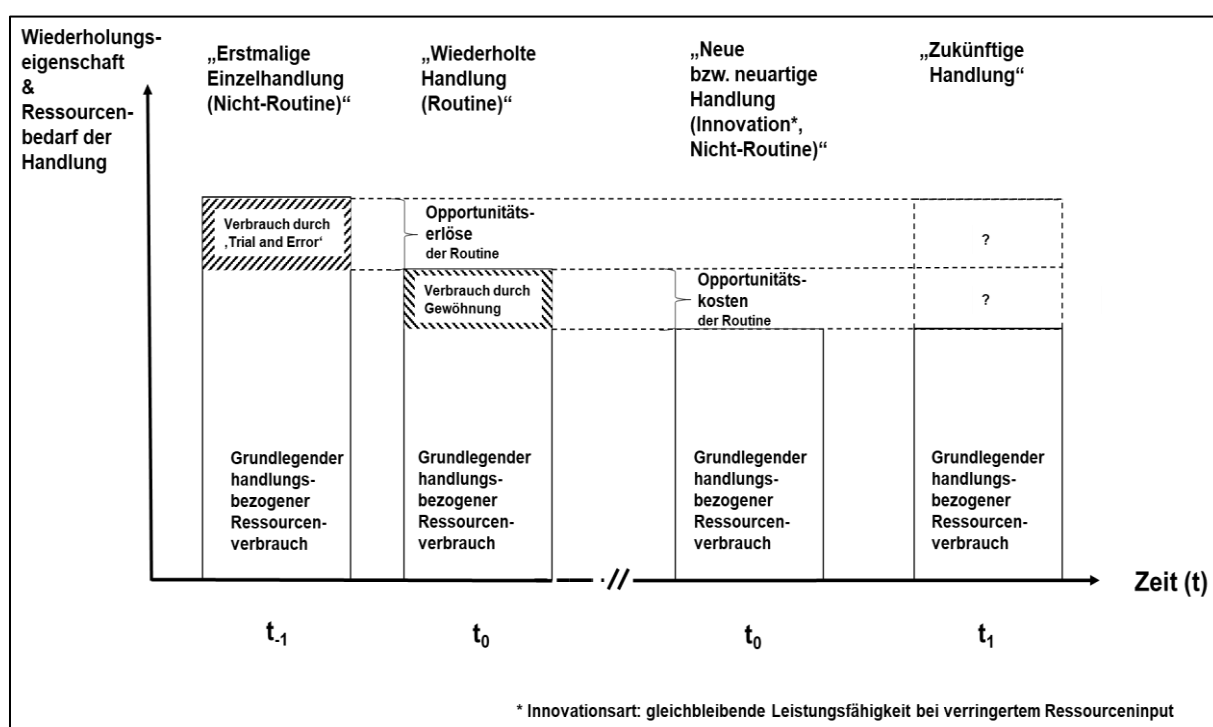 Wiederholungs-
eigenschaft
&
Ressourcen-
bedarf der
Handlung
„Erstmalige
Einzelhandlung
(Nicht-Routine)“
„Wiederholte
Handlung
(Routine)“
„Neue
bzw. neuartige
Handlung
(Innovation*,
Nicht-Routine)“
„Zukünftige
Handlung“
Verbrauch durch
‚Trial and Error‘
Opportunitäts-
erlöse
der Routine
?
Verbrauch durch
Gewöhnung
Opportunitäts-
kosten
der Routine
?
Grundlegender
handlungs-
bezogener
Ressourcen-
verbrauch
Grundlegender
handlungs-
bezogener
Ressourcen-
verbrauch
Grundlegender
handlungs-
bezogener
Ressourcen-
verbrauch
Grundlegender
handlungs-
bezogener
Ressourcen-
verbrauch
Zeit (t)
t-1
t0
t0
t1
* Innovationsart: gleichbleibende Leistungsfähigkeit bei verringertem Ressourceninput